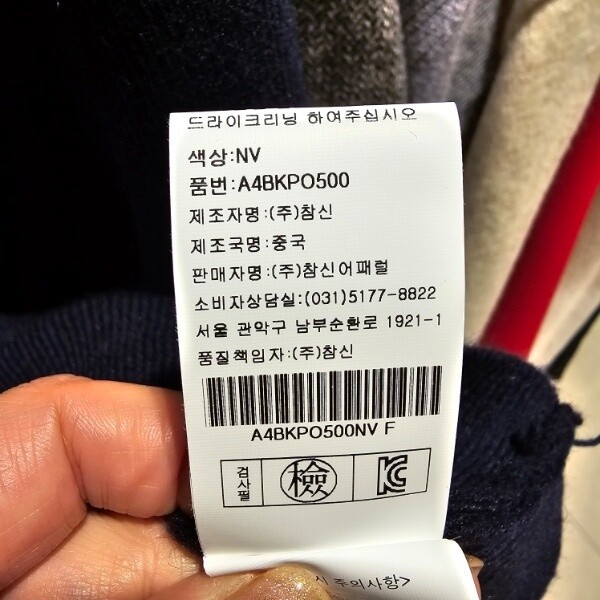 드라이크리닝 하여주십시오
색상:NV
품번:A4BKPO500
제조자명:(주)참신
제조국명:중국
판매자명:(주)참신어패럴
소비자상담실:(031)5177-8822
서울 관악구 남부순환로 1921-1
품질책임자:(주)참신
A4BKPO500NV F
검사필 檢 KC
주의사항>